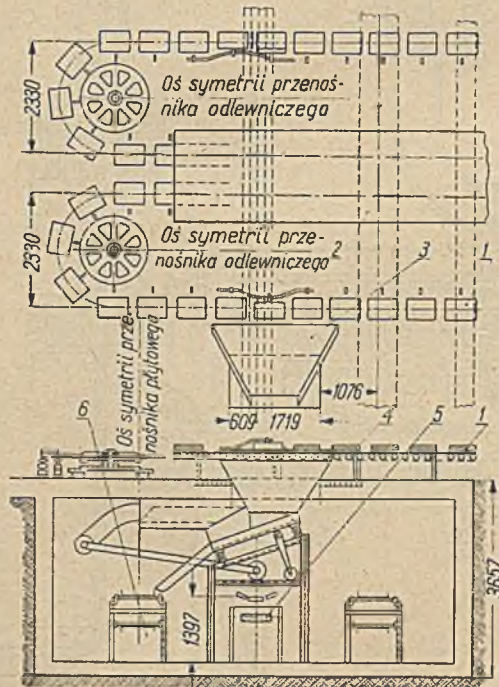 2330
Oś symetrii przenoś-
nika odlewniczego
2330
Oś symetrii prze-
nośnika odlewniczego
2
3
1
Oś symetrii prze-
nośnika płytowego
1076
609
1719
6
4
5
1
1397
3657